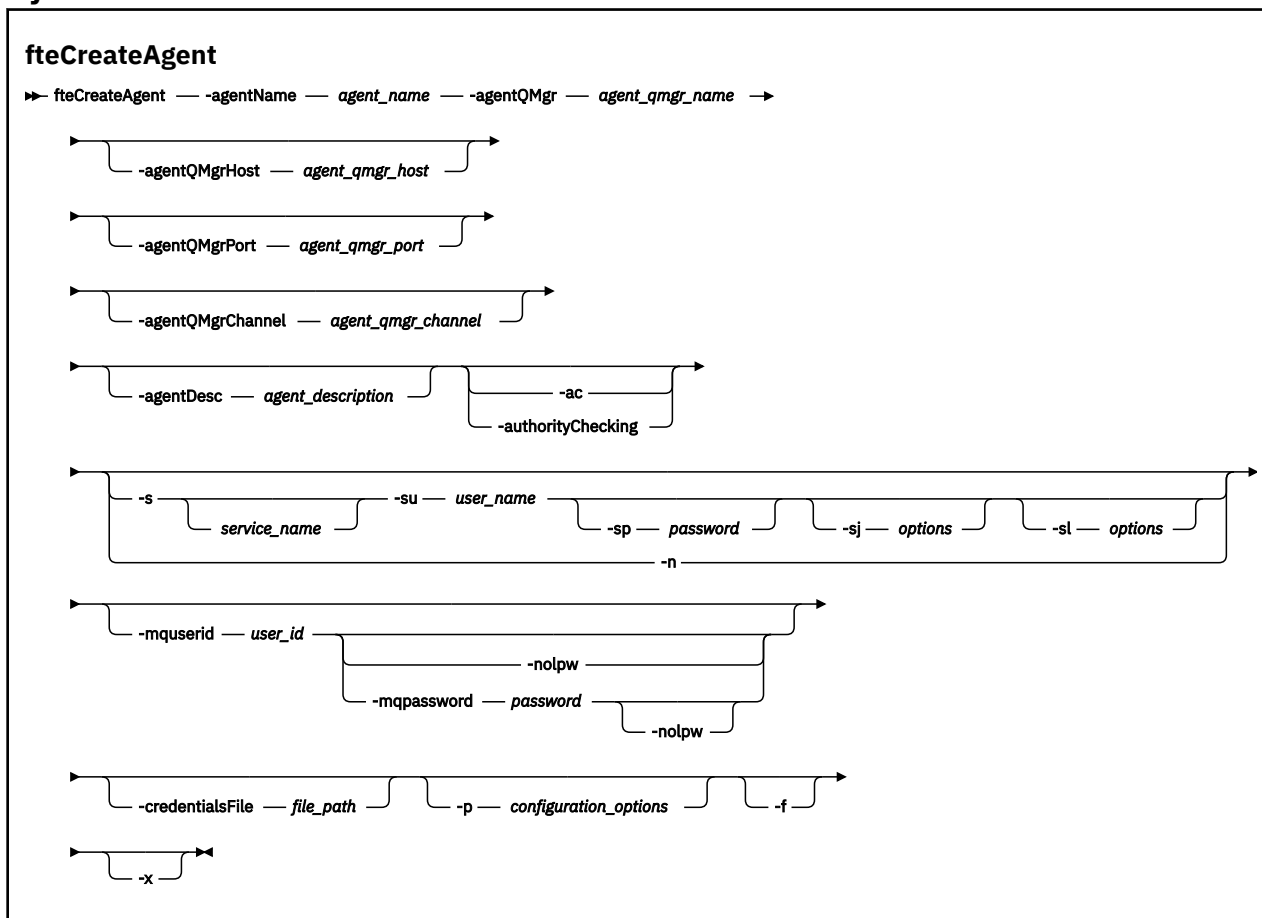 fteCreateAgent
fteCreateAgent -agentName agent_name -agentQMgr agent_qmgr_name
-agentQMgrHost agent_qmgr_host
-agentQMgrPort agent_qmgr_port
-agentQMgrChannel agent_qmgr_channel
-agentDesc agent_description -ac
-authorityChecking
-s service_name -su user_name -sp password -sj options -sl options
-n
-mquserid user_id
-nolpw
-mqpassword password
-nolpw
-credentialsFile file_path -p configuration_options -f
-x